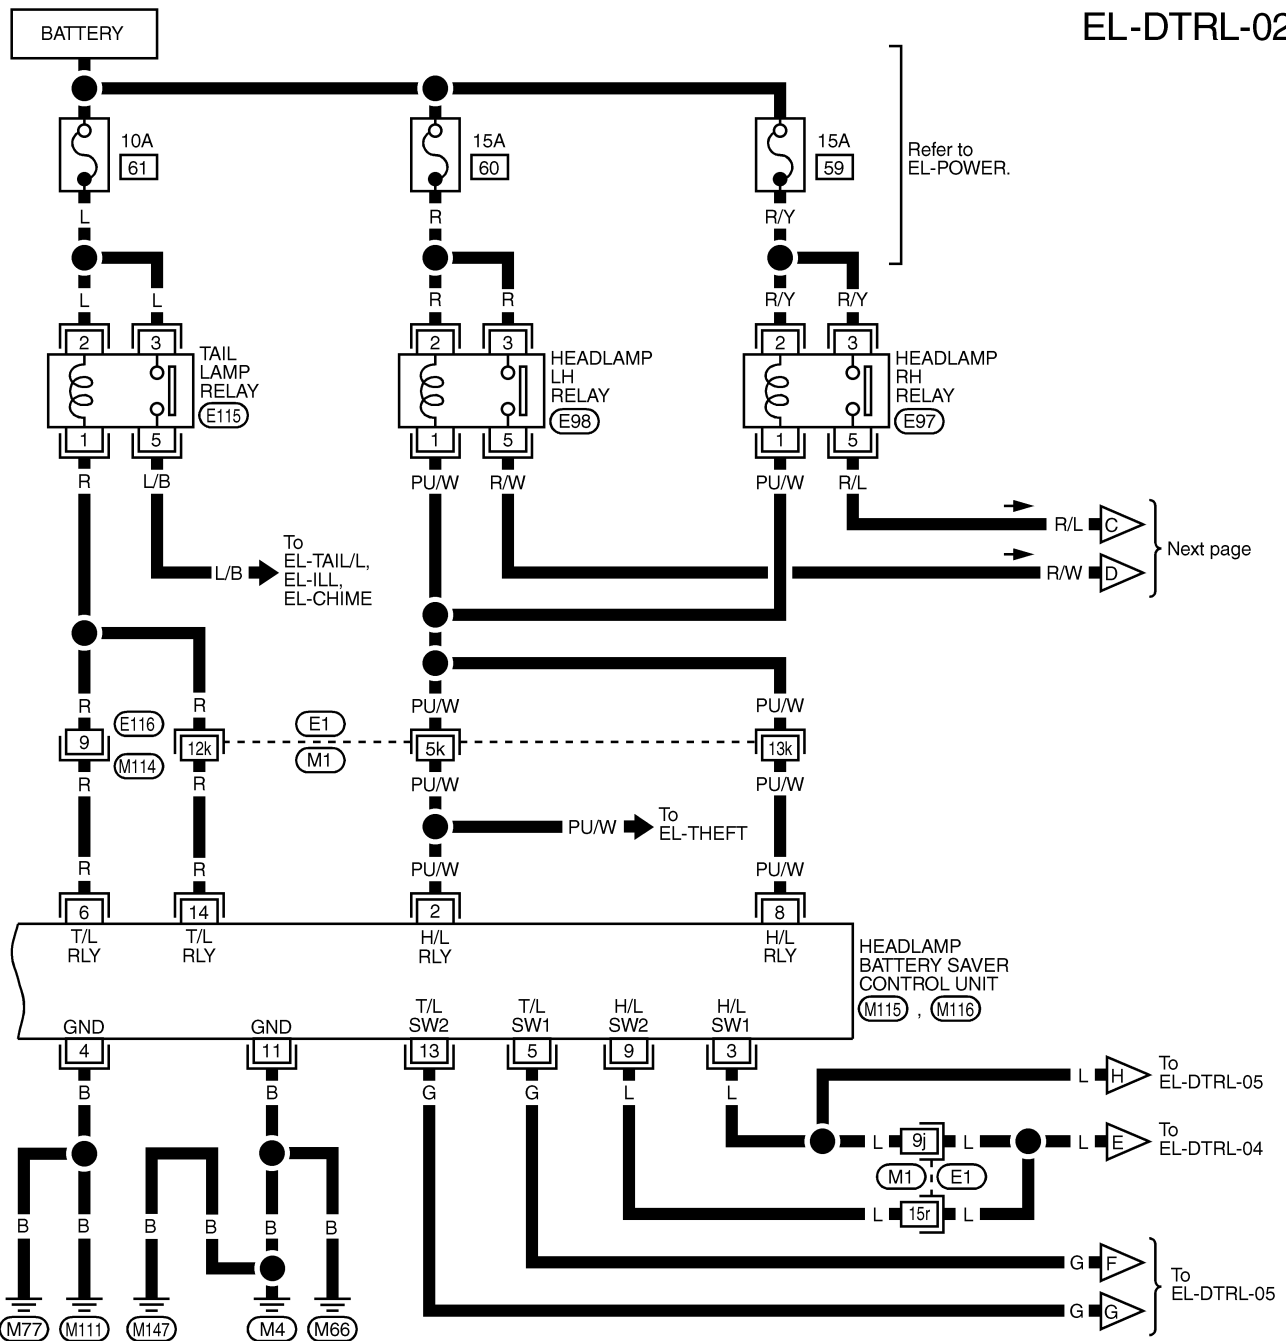 EL-DTRL-02
BATTERY
10A
61
15A
60
15A
59
Refer to
EL-POWER.
L
R
R/Y
L
L
R
R
R/Y
R/Y
2
3
2
3
2
3
TAIL
LAMP
RELAY
E115
HEADLAMP
LH
RELAY
E98
HEADLAMP
RH
RELAY
E97
1
5
1
5
1
5
R
L/B
PU/W
R/W
PU/W
R/L
R/L
C
Next page
R/W
D
L/B
To
EL-TAIL/L,
EL-ILL,
EL-CHIME
R
R
PU/W
PU/W
E116
E1
9
12k
5k
13k
M114
M1
R
R
PU/W
PU/W
PU/W
To
EL-THEFT
R
R
PU/W
PU/W
6
14
2
8
T/L
RLY
T/L
RLY
H/L
RLY
H/L
RLY
HEADLAMP
BATTERY SAVER
CONTROL UNIT
M115 , M116
GND
GND
T/L
SW2
T/L
SW1
H/L
SW2
H/L
SW1
4
11
13
5
9
3
B
B
G
G
L
L
L
H
To
EL-DTRL-05
L
9j
L
L
E
To
EL-DTRL-04
M1
E1
L
15r
L
B
B
B
B
B
B
G
F
G
G
To
EL-DTRL-05
M77
M111
M147
M4
M66